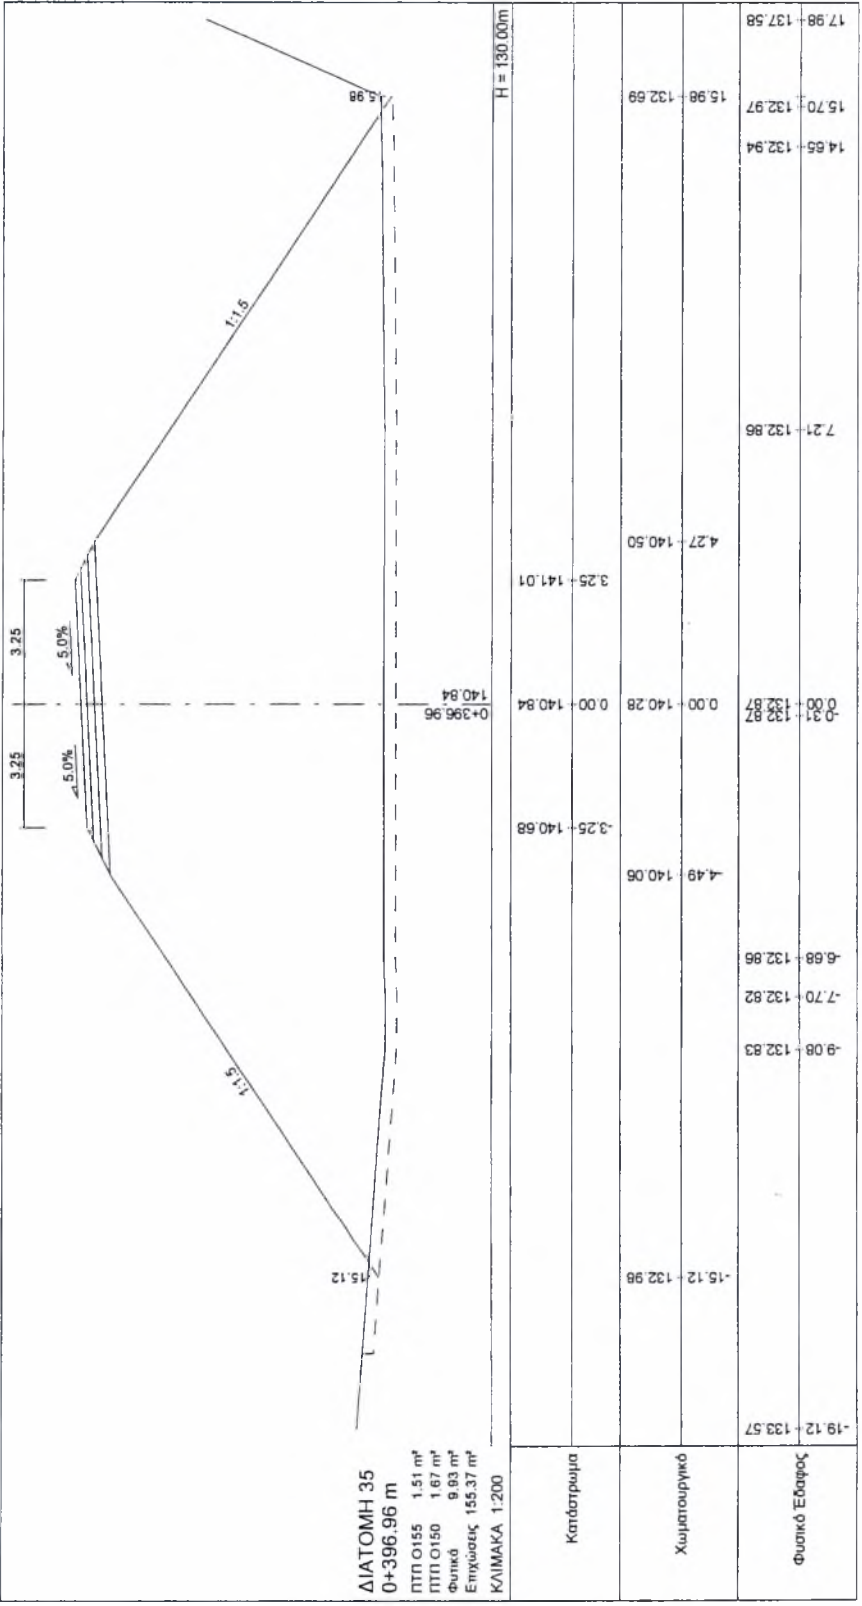 3.25 3.25
5.0% 5.0%
1:1.5 1:1.5
-15.12 15.98
0+396.96
140.84
ΔΙΑΤΟΜΗ 35
0+396.96 m
ΠΤΠ Ο155 1.51 m²
ΠΤΠ Ο150 1.67 m²
Φυτικά 9.93 m²
Επιχώσεις 155.37 m²
ΚΛΙΜΑΚΑ 1:200
H = 130.00m
Κατάστρωμα
-3.25 140.68
0.00 140.84
3.25 141.01
Χωματουργικό
-15.12 132.98
-4.49 140.06
0.00 140.28
4.27 140.50
15.98 132.69
Φυσικό Έδαφος
-19.12 133.57
-9.08 132.83
-7.70 132.82
-6.68 132.86
-0.31 132.87
0.00 132.87
7.21 132.86
14.65 132.94
15.70 132.97
17.98 137.58